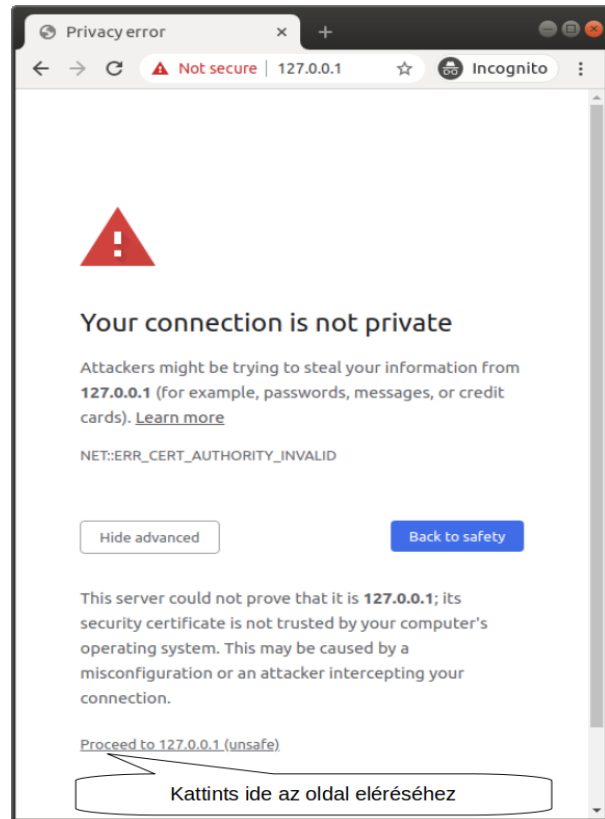 Privacy error
Not secure | 127.0.0.1 Incognito
Your connection is not private
Attackers might be trying to steal your information from
127.0.0.1 (for example, passwords, messages, or credit
cards). Learn more
NET::ERR_CERT_AUTHORITY_INVALID
Hide advanced Back to safety
This server could not prove that it is 127.0.0.1; its
security certificate is not trusted by your computer's
operating system. This may be caused by a
misconfiguration or an attacker intercepting your
connection.
Proceed to 127.0.0.1 (unsafe)
Kattints ide az oldal eléréséhez